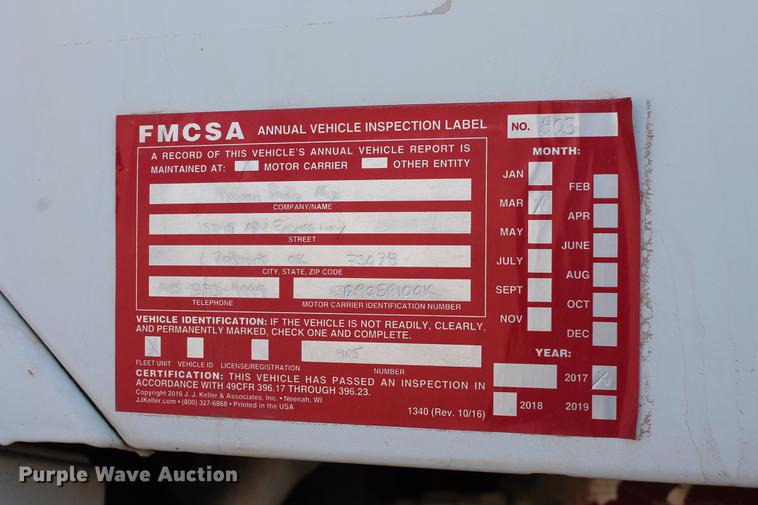 FMCSA ANNUAL VEHICLE INSPECTION LABEL
NO. 905
A RECORD OF THIS VEHICLE'S ANNUAL VEHICLE REPORT IS
MAINTAINED AT: MOTOR CARRIER OTHER ENTITY
COMPANY/NAME
STREET
OK 73078
CITY, STATE, ZIP CODE
TELEPHONE
MOTOR CARRIER IDENTIFICATION NUMBER
VEHICLE IDENTIFICATION: IF THE VEHICLE IS NOT READILY, CLEARLY,
AND PERMANENTLY MARKED, CHECK ONE AND COMPLETE.
905
FLEET UNIT VEHICLE ID LICENSE/REGISTRATION NUMBER
CERTIFICATION: THIS VEHICLE HAS PASSED AN INSPECTION IN
ACCORDANCE WITH 49CFR 396.17 THROUGH 396.23.
Copyright 2016 J. J. Keller & Associates, Inc. • Neenah, WI
JJKeller.com • (800) 327-6868 • Printed in the USA
1340 (Rev. 10/16)
MONTH:
JAN FEB
MAR APR
MAY JUNE
JULY AUG
SEPT OCT
NOV DEC
YEAR:
2017
2018 2019
Purple Wave Auction